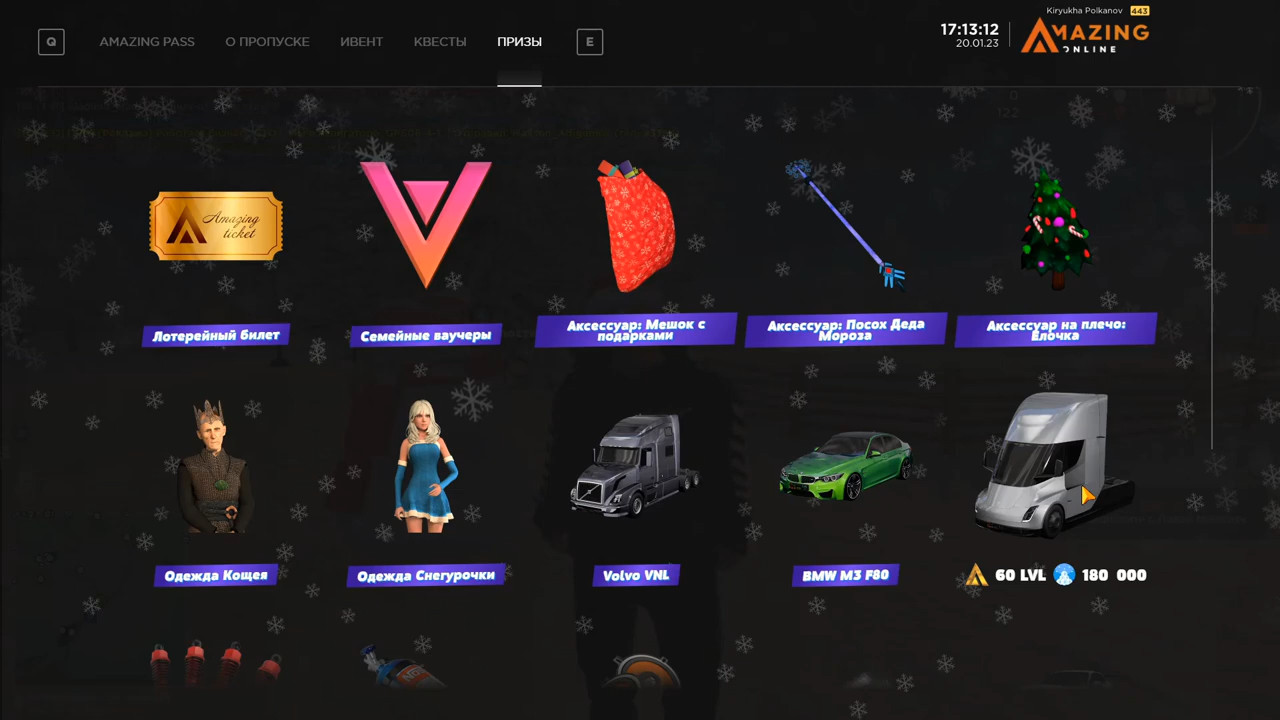 Kiryukha Polkanov 443
Q
AMAZING PASS
О ПРОПУСКЕ
ИВЕНТ
КВЕСТЫ
ПРИЗЫ
E
17:13:12
20.01.23
AMAZING
ONLINE
122
Amazing
ticket
Лотерейный билет
Семейные ваучеры
Аксессуар: Мешок с
подарками
Аксессуар: Посох Деда
Мороза
Аксессуар на плечо:
Ёлочка
Одежда Кощея
Одежда Снегурочки
Volvo VNL
BMW M3 F80
60 LVL 180 000